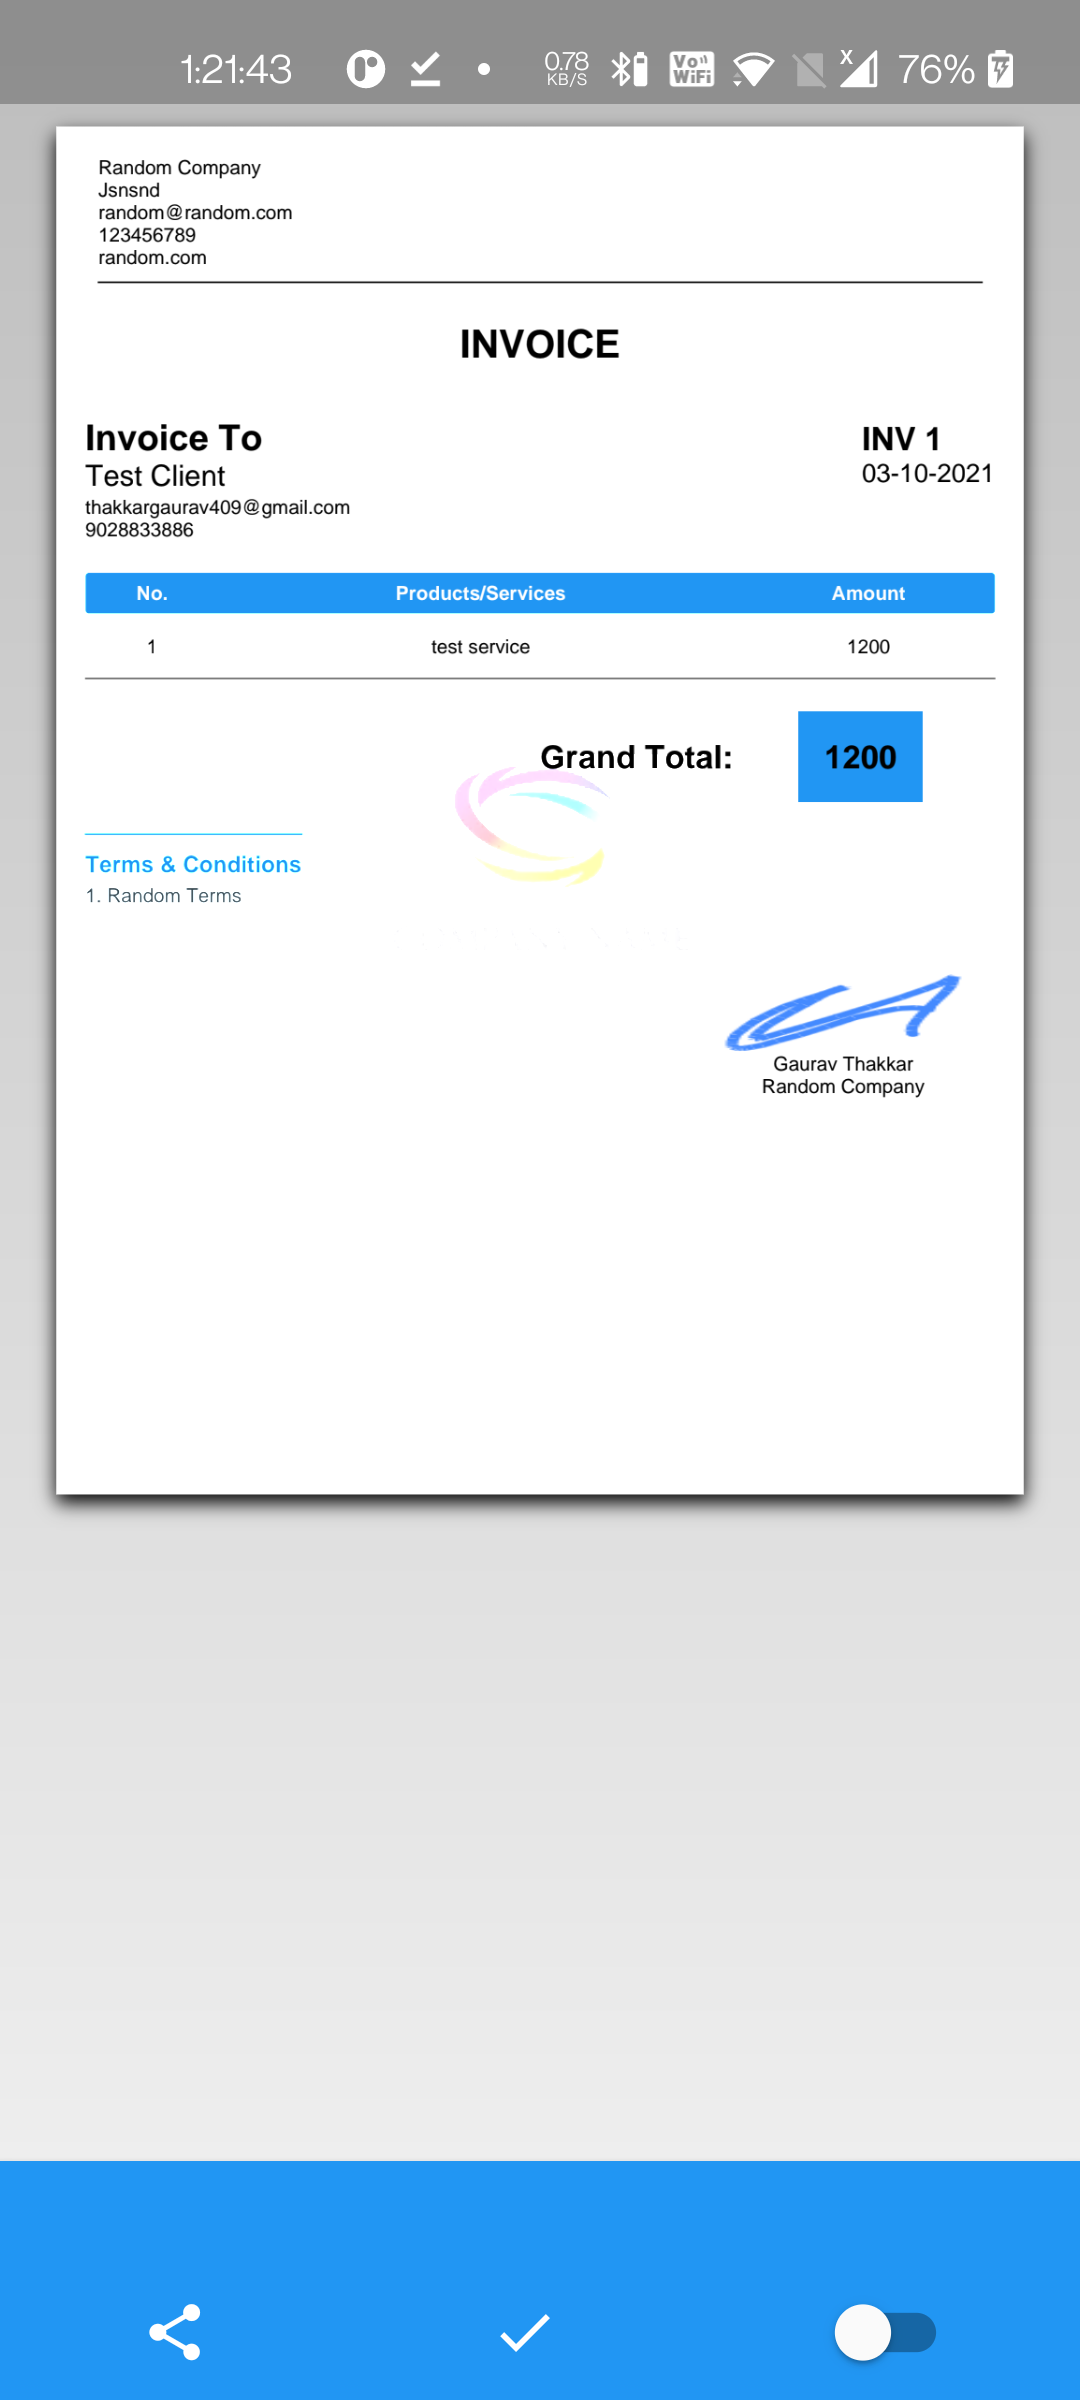 1:21:43 0.78 KB/S Vo WiFi X 76%
Random Company
Jsnsnd
random@random.com
123456789
random.com
INVOICE
Invoice To
INV 1
Test Client
03-10-2021
thakkargaurav409@gmail.com
9028833886
No. Products/Services Amount
1 test service 1200
Grand Total: 1200
Terms & Conditions
1. Random Terms
Gaurav Thakkar
Random Company